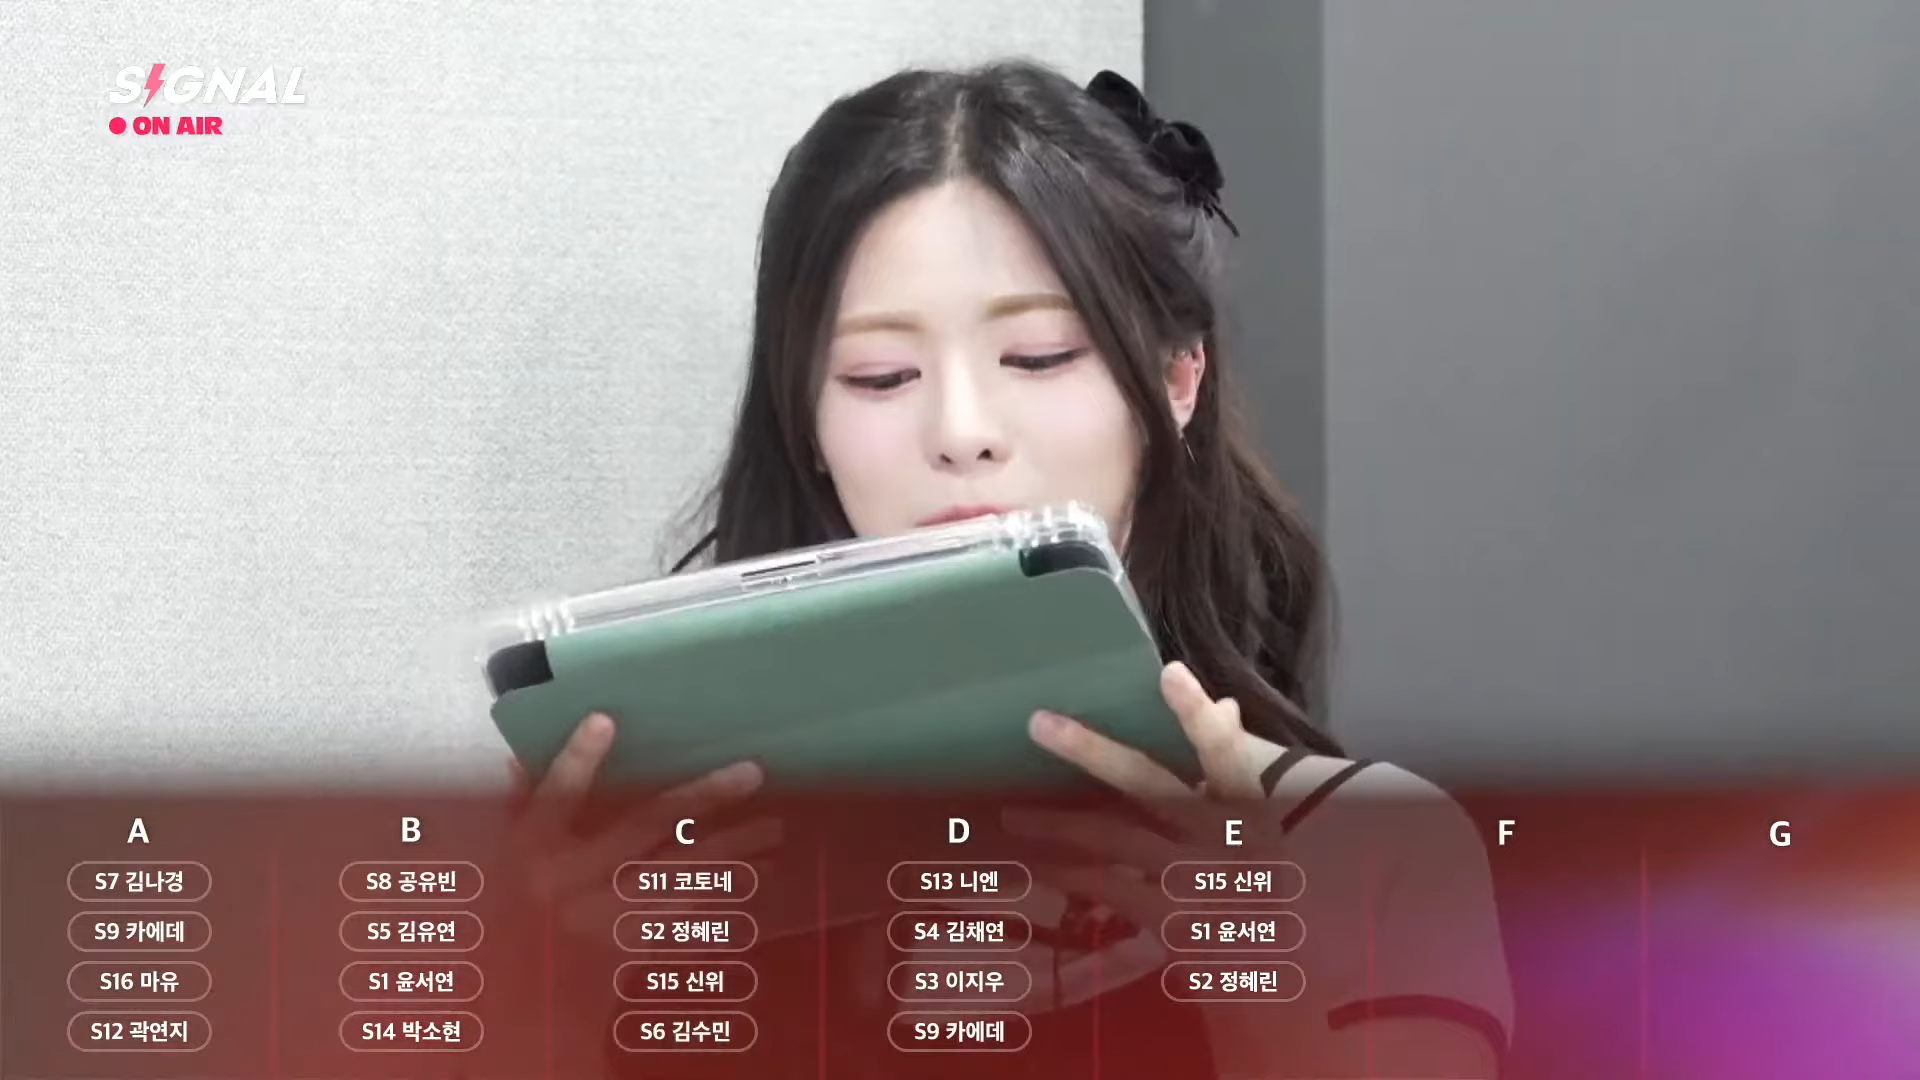 SIGNAL
ON AIR
A
S7 김나경
S9 카에데
S16 마유
S12 곽연지
B
S8 공유빈
S5 김유연
S1 윤서연
S14 박소현
C
S11 코토네
S2 정혜린
S15 신위
S6 김수민
D
S13 니엔
S4 김채연
S3 이지우
S9 카에데
E
S15 신위
S1 윤서연
S2 정혜린
F
G